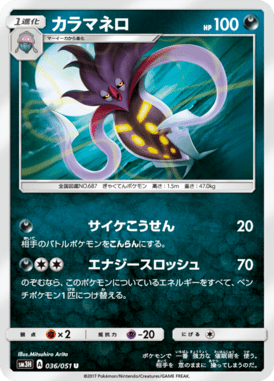 1進化
カラマネロ
HP 100
マーイーカから進化
全国図鑑NO.687 ぎゃくてんポケモン 高さ:1.5m 重さ:47.0kg
サイケこうせん 20
相手のバトルポケモンをこんらんにする。
エナジースロッシュ 70
のぞむなら、このポケモンについているエネルギーをすべて、ベンチポケモン1匹につけ替える。
弱点 ×2 抵抗力 -20 にげる
Illus.Mitsuhiro Arita
sm3H A 036/051 U
©2017 Pokémon/Nintendo/Creatures/GAME FREAK.